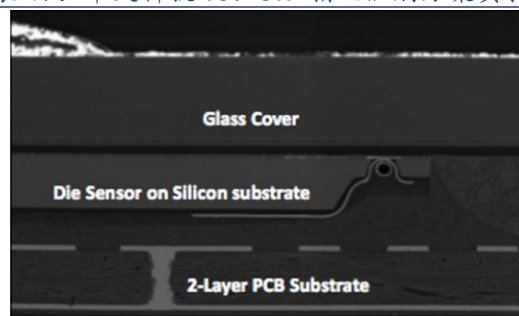 Glass Cover
Die Sensor on Silicon substrate
2-Layer PCB Substrate